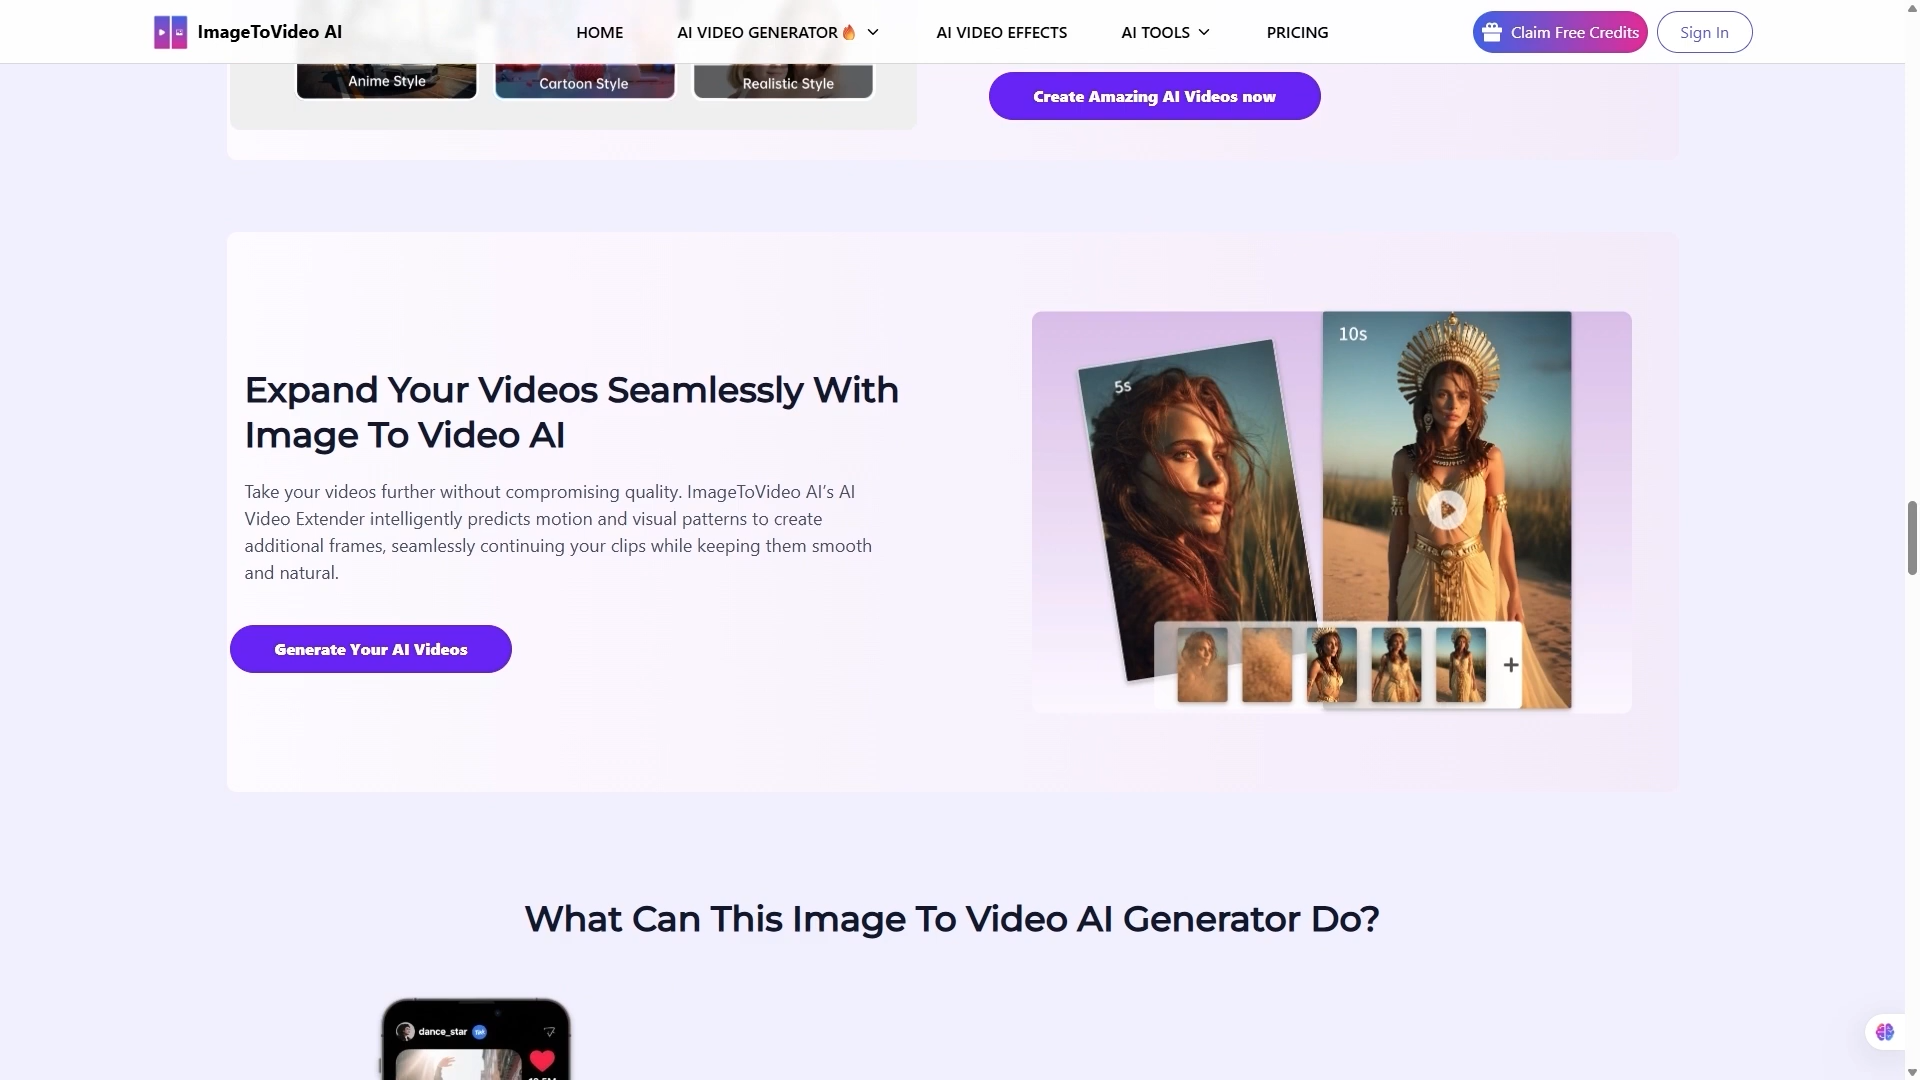 ImageToVideo AI
HOME
AI VIDEO GENERATOR
AI VIDEO EFFECTS
AI TOOLS
PRICING
Claim Free Credits
Sign In
Anime Style
Cartoon Style
Realistic Style
Create Amazing AI Videos now
Expand Your Videos Seamlessly With
Image To Video AI
Take your videos further without compromising quality. ImageToVideo AI’s AI
Video Extender intelligently predicts motion and visual patterns to create
additional frames, seamlessly continuing your clips while keeping them smooth
and natural.
Generate Your AI Videos
5s
10s
What Can This Image To Video AI Generator Do?
dance_star